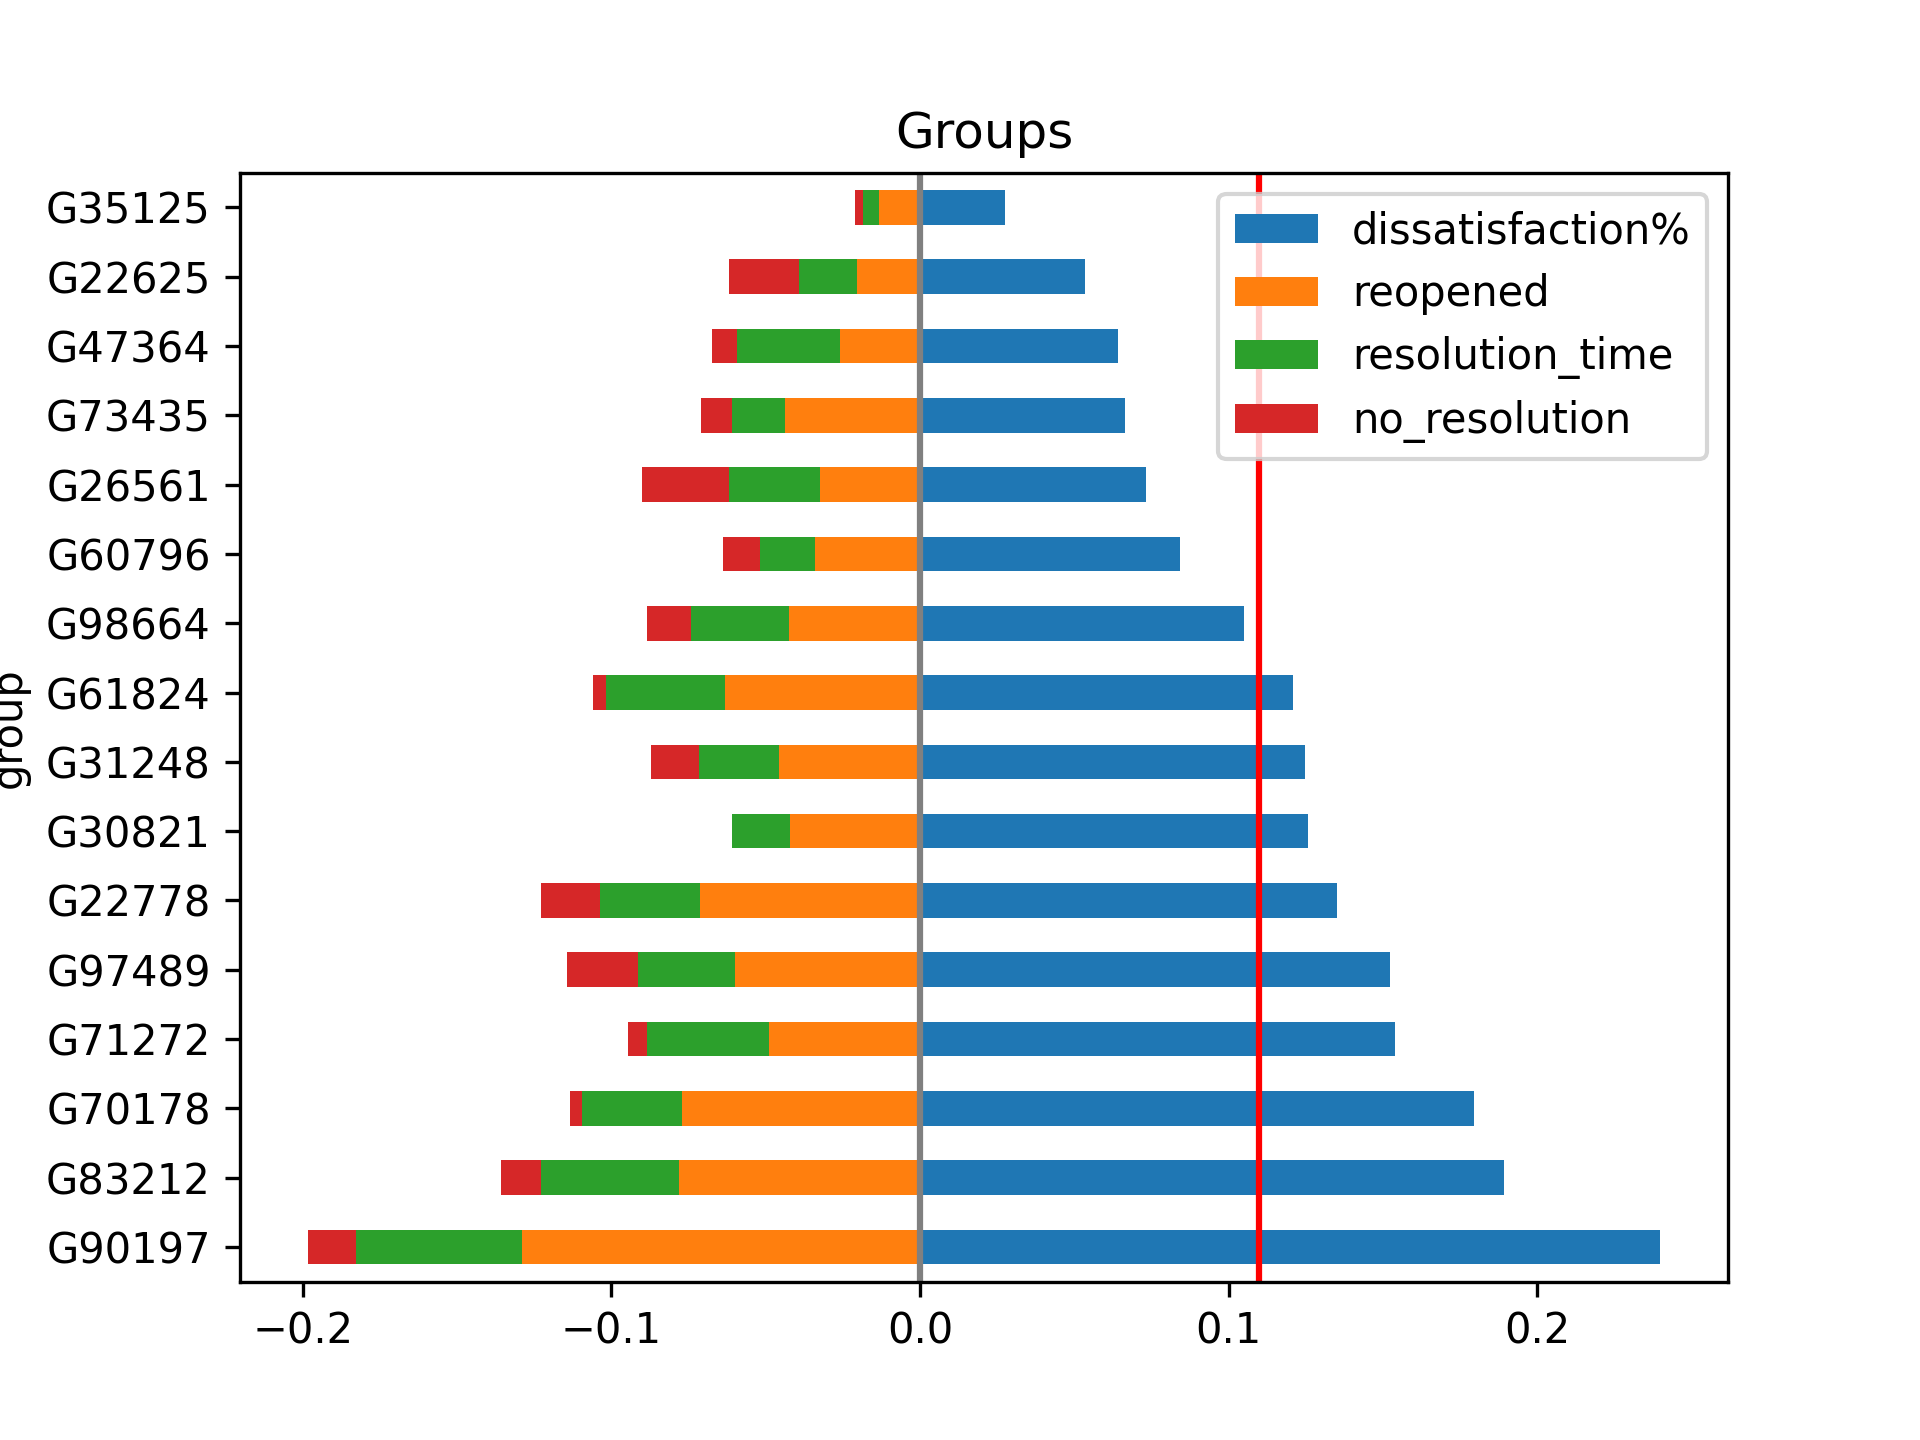 Groups
G35125
G22625
G47364
G73435
G26561
G60796
G98664
G61824
G31248
G30821
G22778
G97489
G71272
G70178
G83212
G90197
group
−0.2
−0.1
0.0
0.1
0.2
dissatisfaction%
reopened
resolution_time
no_resolution